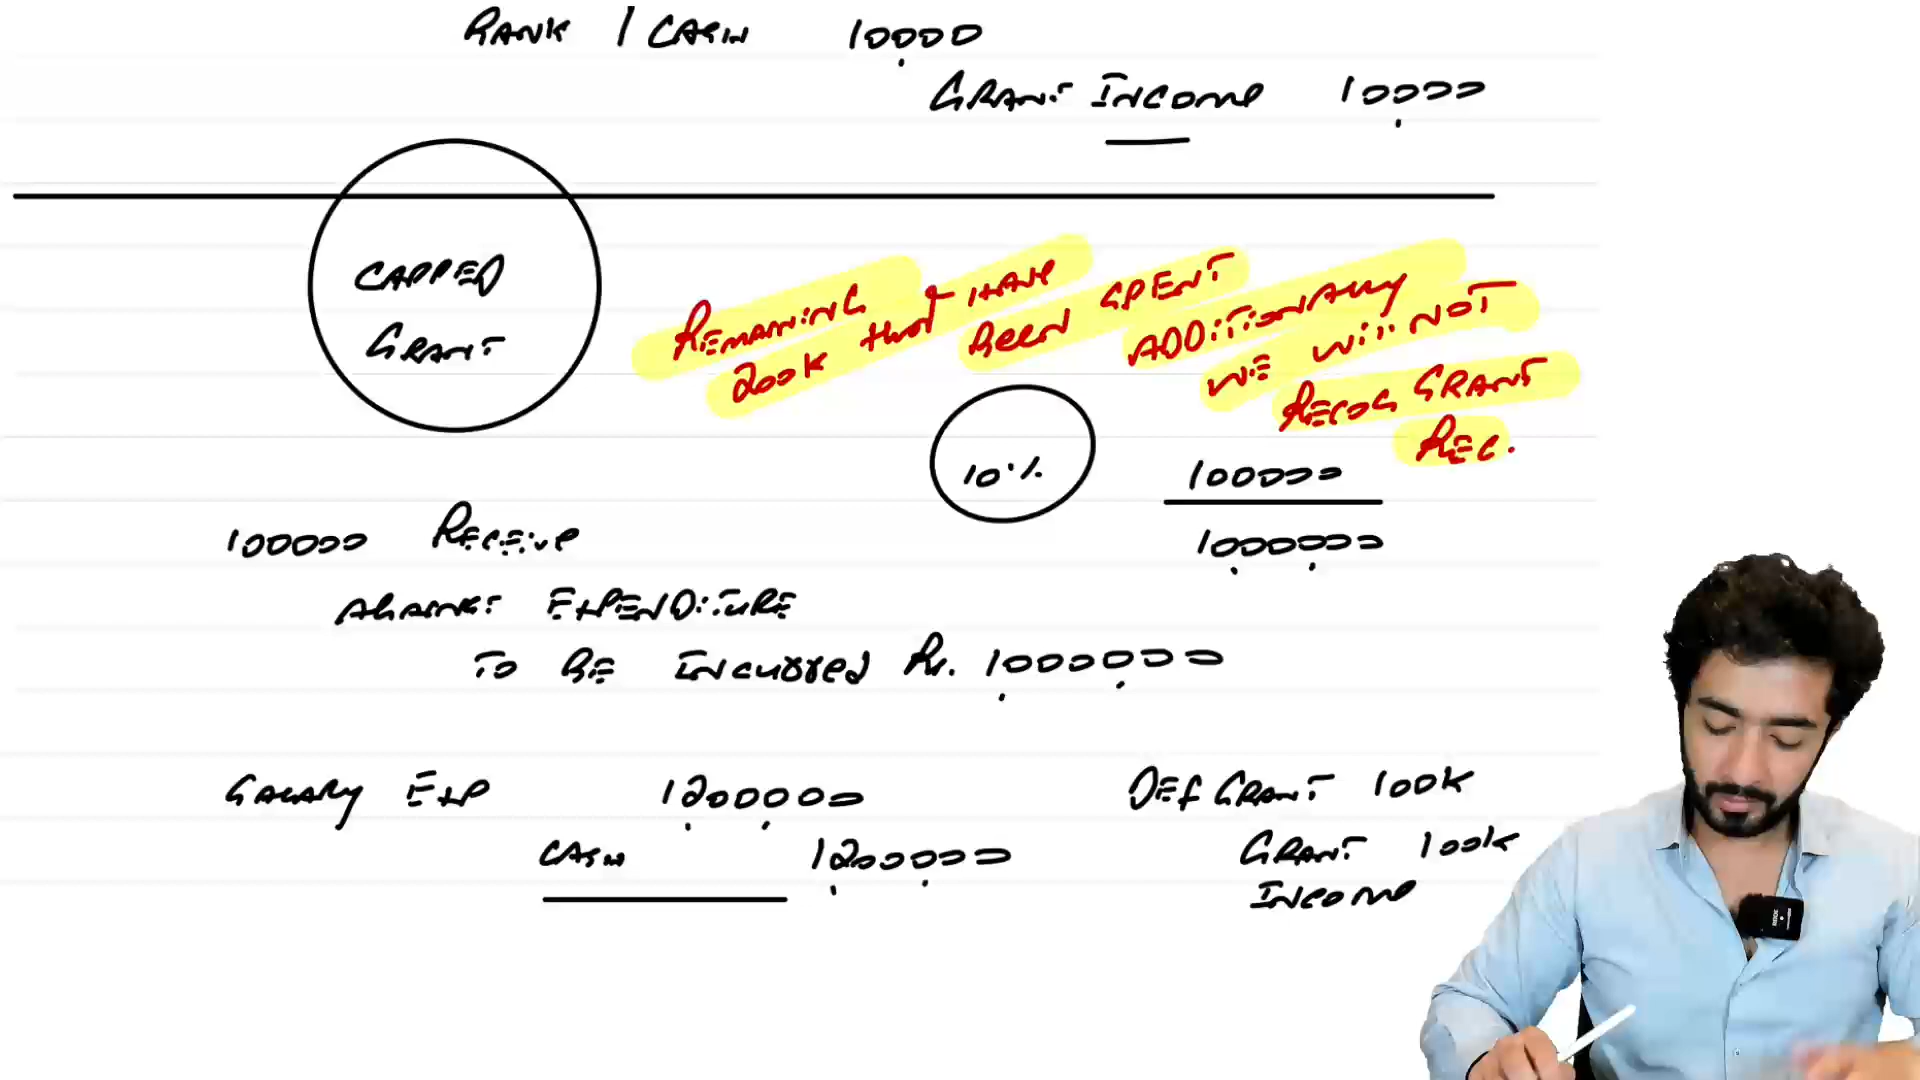 BANK / CASH 10000
GRANT INCOME 10000
CAPPED
GRANT
REMAINING
200K that HAVE
BEEN SPENT
ADDITIONALLY
WE WILL NOT
RECOG GRANT
REC.
10% 100000
1000000
100000 RECEIVE
AGAINST EXPENDITURE
TO BE INCURRED Rs. 1000000
SALARY EXP 1200000
CASH 1200000
DEF GRANT 100K
GRANT 100K
INCOME